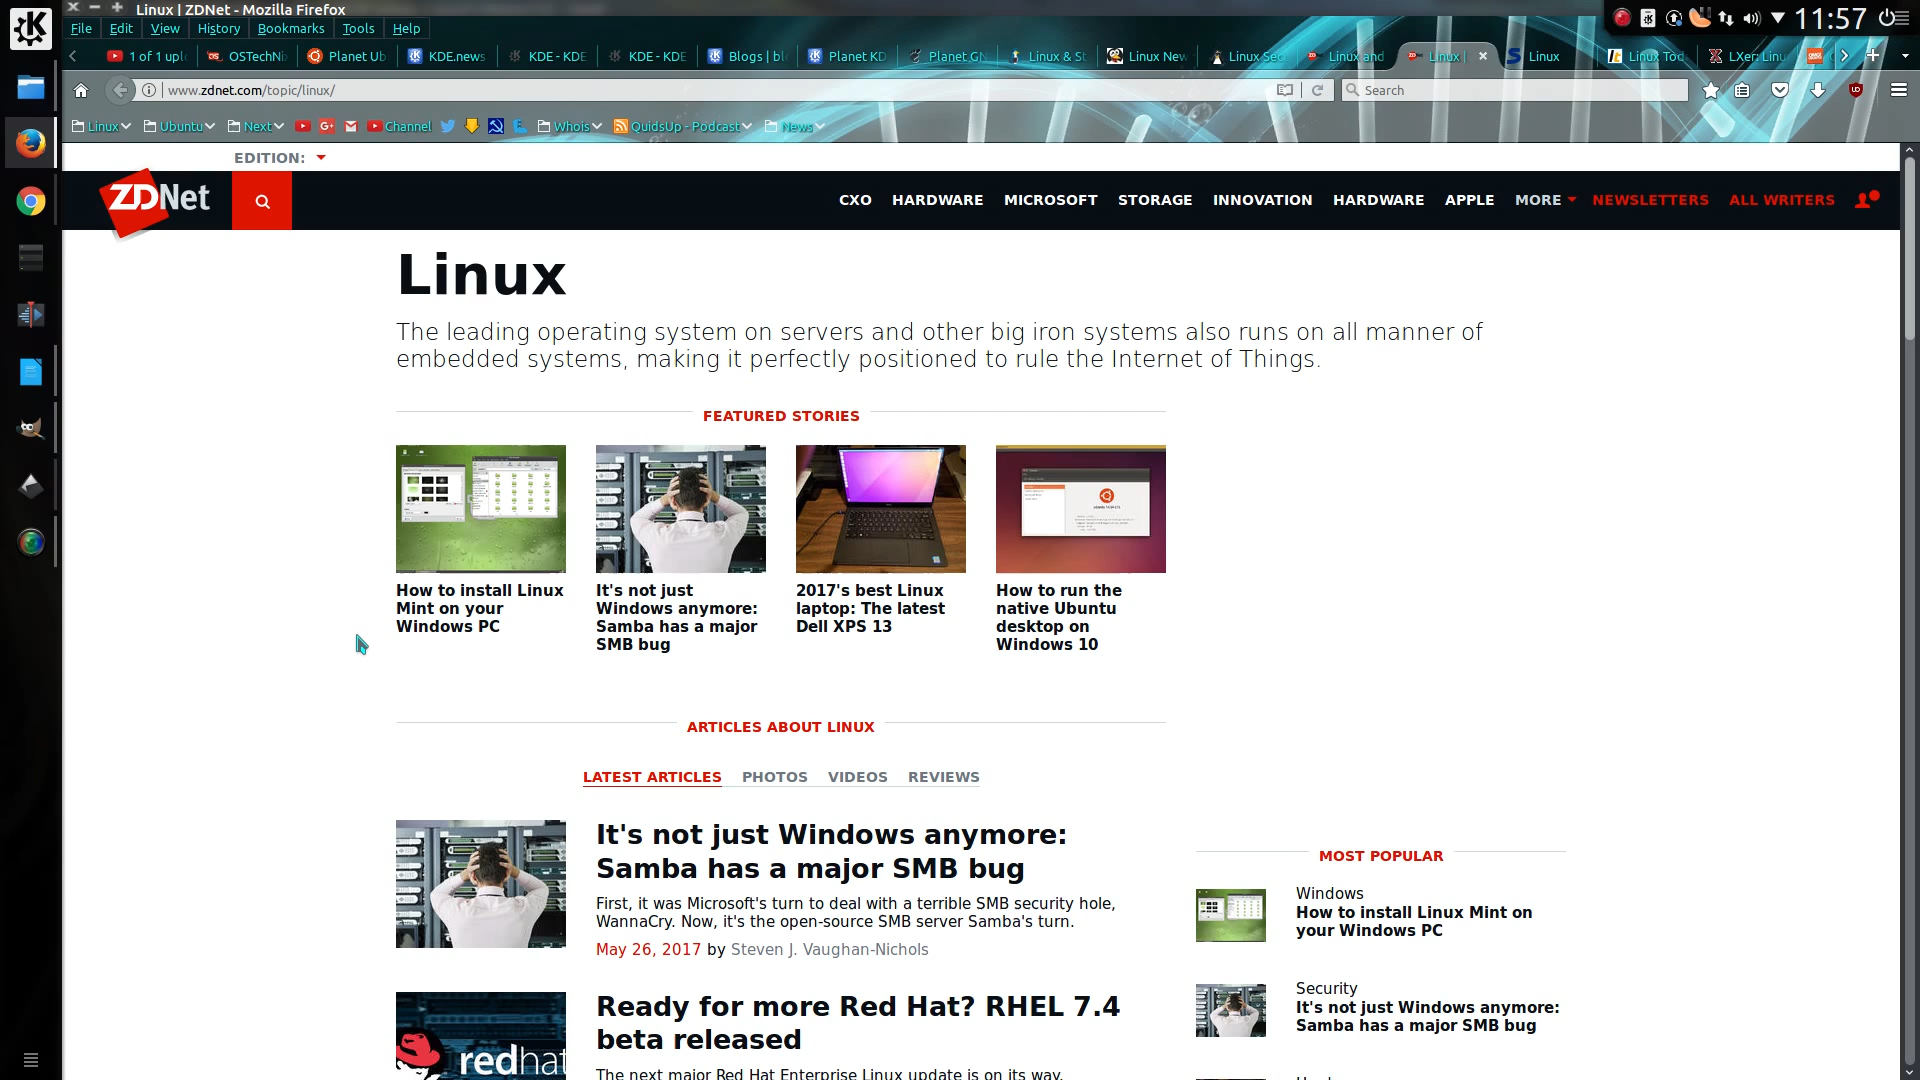 Linux | ZDNet - Mozilla Firefox
11:57
File Edit View History Bookmarks Tools Help
1 of 1 upl OSTechNi Planet Ub KDE.news KDE - KDE KDE - KDE Blogs | bl Planet KD Planet GN Linux & St Linux New Linux Sec Linux and Linux | Linux Linux Tod LXer: Linu
www.zdnet.com/topic/linux/
Search
Linux Ubuntu Next Channel Whois QuidsUp - Podcast News
EDITION:
ZDNet
CXO HARDWARE MICROSOFT STORAGE INNOVATION HARDWARE APPLE MORE NEWSLETTERS ALL WRITERS
Linux
The leading operating system on servers and other big iron systems also runs on all manner of
embedded systems, making it perfectly positioned to rule the Internet of Things.
FEATURED STORIES
How to install Linux
Mint on your
Windows PC
It's not just
Windows anymore:
Samba has a major
SMB bug
2017's best Linux
laptop: The latest
Dell XPS 13
How to run the
native Ubuntu
desktop on
Windows 10
ARTICLES ABOUT LINUX
LATEST ARTICLES PHOTOS VIDEOS REVIEWS
It's not just Windows anymore:
Samba has a major SMB bug
First, it was Microsoft's turn to deal with a terrible SMB security hole,
WannaCry. Now, it's the open-source SMB server Samba's turn.
May 26, 2017 by Steven J. Vaughan-Nichols
redhat
Ready for more Red Hat? RHEL 7.4
beta released
The next major Red Hat Enterprise Linux update is on its way.
MOST POPULAR
Windows
How to install Linux Mint on
your Windows PC
Security
It's not just Windows anymore:
Samba has a major SMB bug